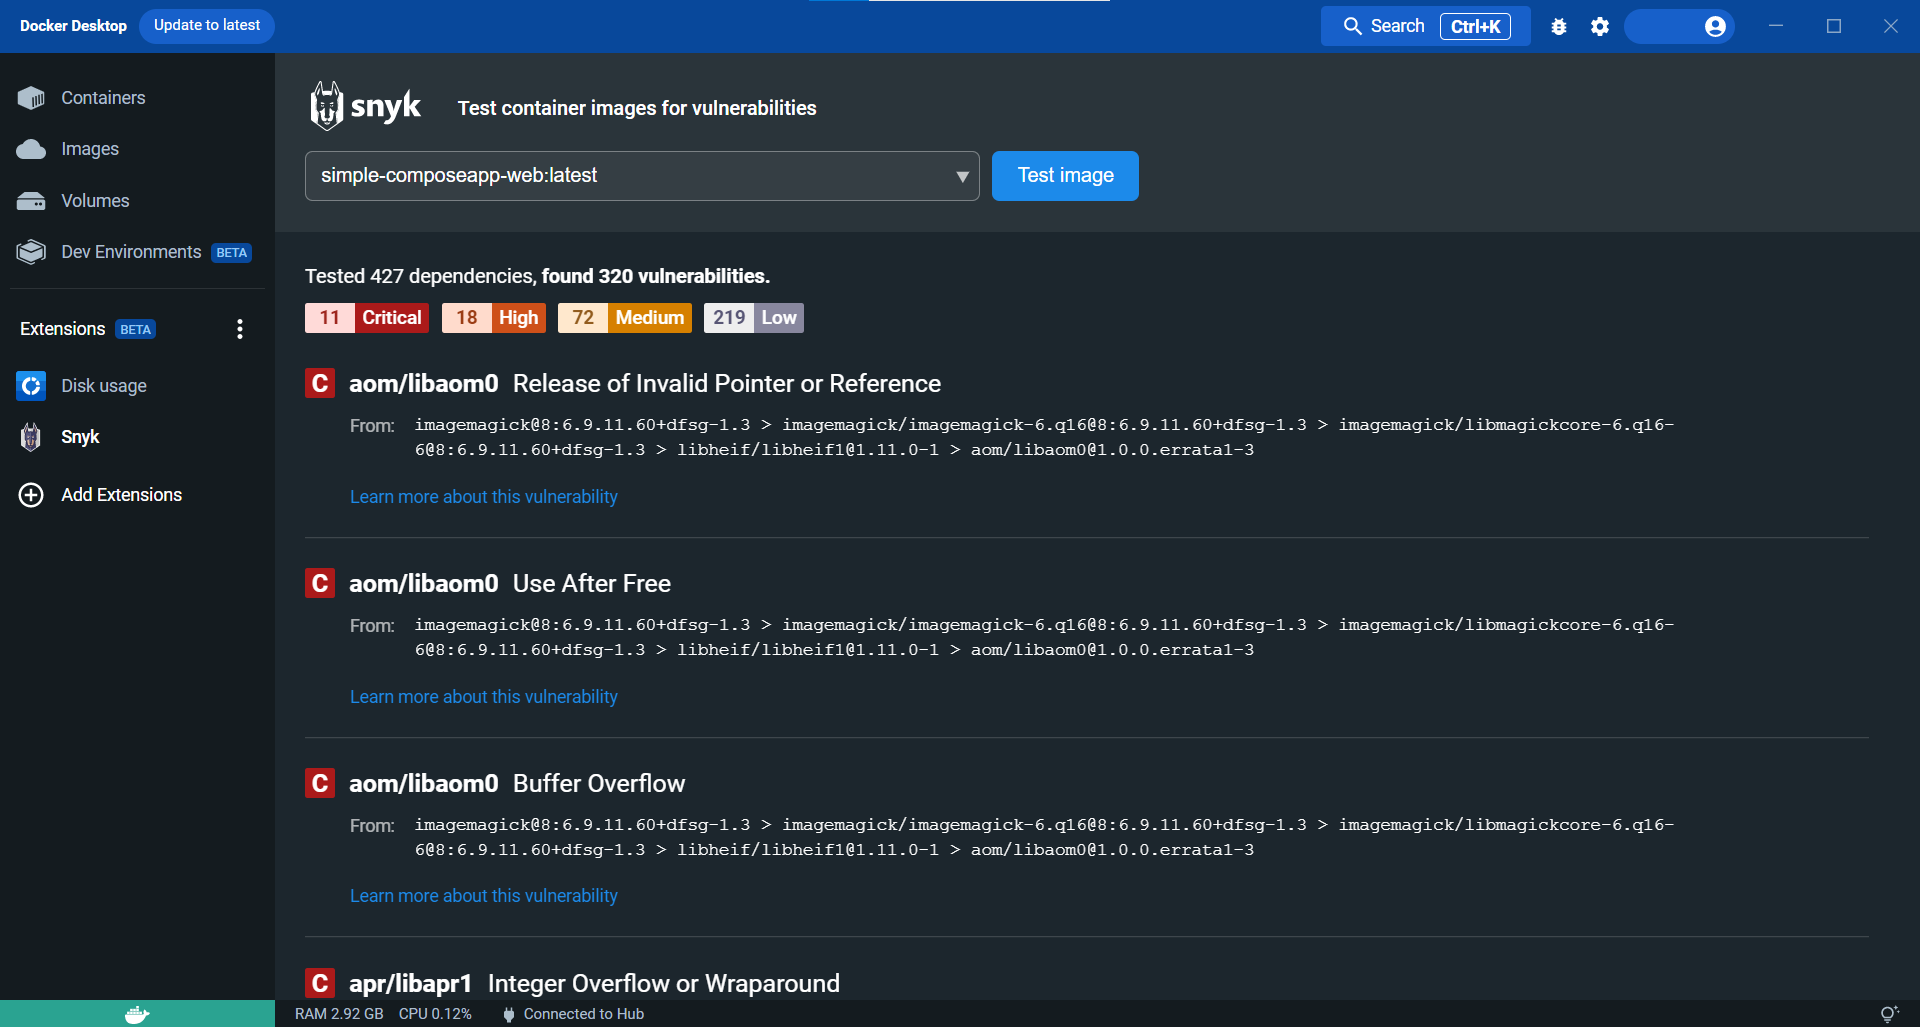 Docker Desktop
Update to latest
Search Ctrl+K
Containers
Images
Volumes
Dev Environments BETA
Extensions BETA
Disk usage
Snyk
Add Extensions
snyk
Test container images for vulnerabilities
simple-composeapp-web:latest
Test image
Tested 427 dependencies, found 320 vulnerabilities.
11 Critical 18 High 72 Medium 219 Low
C aom/libaom0 Release of Invalid Pointer or Reference
From: imagemagick@8:6.9.11.60+dfsg-1.3 > imagemagick/imagemagick-6.q16@8:6.9.11.60+dfsg-1.3 > imagemagick/libmagickcore-6.q16-
6@8:6.9.11.60+dfsg-1.3 > libheif/libheif1@1.11.0-1 > aom/libaom0@1.0.0.errata1-3
Learn more about this vulnerability
C aom/libaom0 Use After Free
From: imagemagick@8:6.9.11.60+dfsg-1.3 > imagemagick/imagemagick-6.q16@8:6.9.11.60+dfsg-1.3 > imagemagick/libmagickcore-6.q16-
6@8:6.9.11.60+dfsg-1.3 > libheif/libheif1@1.11.0-1 > aom/libaom0@1.0.0.errata1-3
Learn more about this vulnerability
C aom/libaom0 Buffer Overflow
From: imagemagick@8:6.9.11.60+dfsg-1.3 > imagemagick/imagemagick-6.q16@8:6.9.11.60+dfsg-1.3 > imagemagick/libmagickcore-6.q16-
6@8:6.9.11.60+dfsg-1.3 > libheif/libheif1@1.11.0-1 > aom/libaom0@1.0.0.errata1-3
Learn more about this vulnerability
C apr/libapr1 Integer Overflow or Wraparound
RAM 2.92 GB CPU 0.12% Connected to Hub